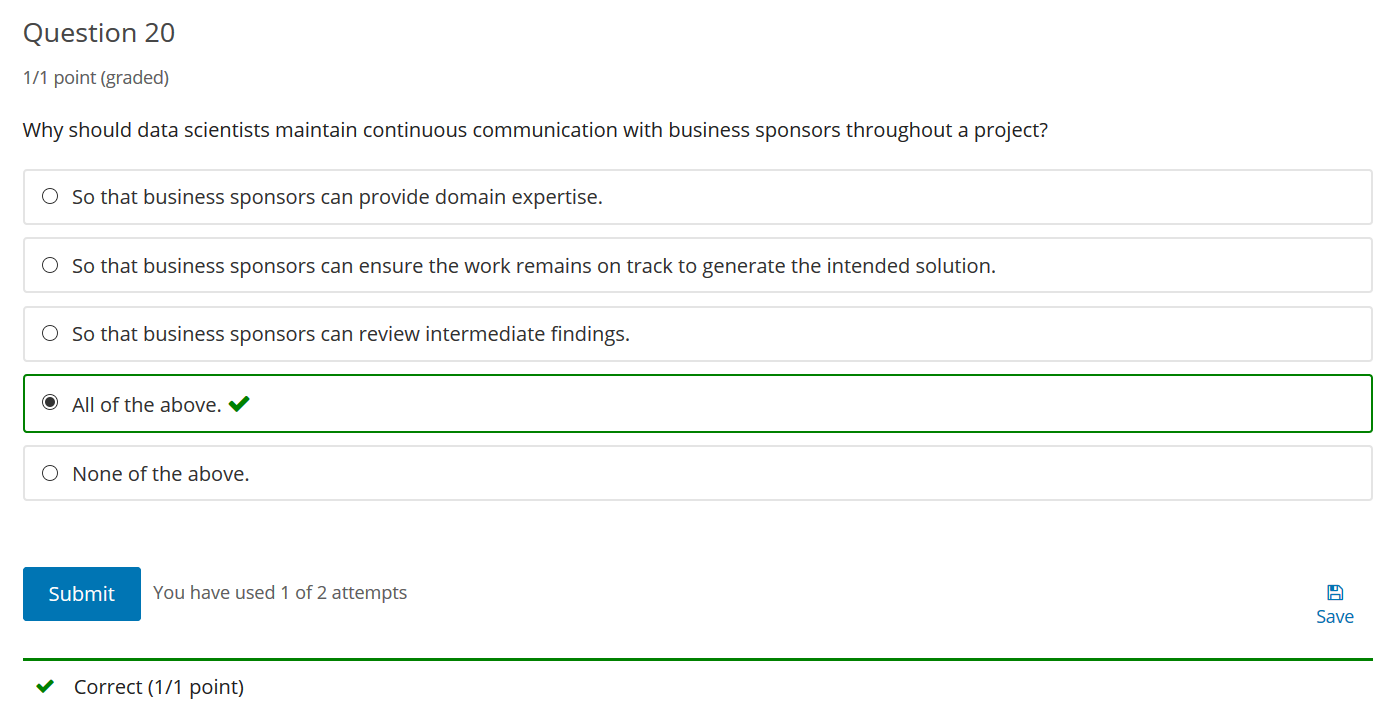 Question 20
1/1 point (graded)
Why should data scientists maintain continuous communication with business sponsors throughout a project?
So that business sponsors can provide domain expertise.
So that business sponsors can ensure the work remains on track to generate the intended solution.
So that business sponsors can review intermediate findings.
All of the above.
None of the above.
Submit You have used 1 of 2 attempts
Save
Correct (1/1 point)